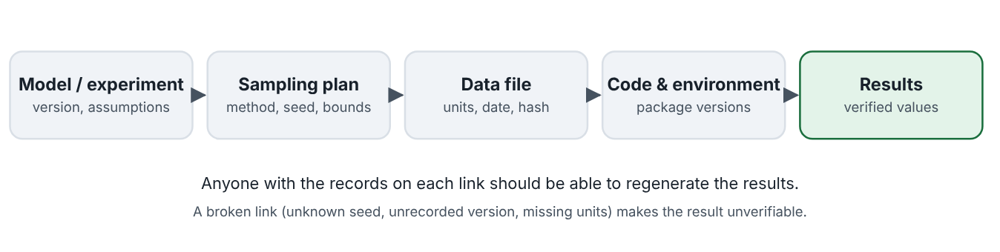 Model / experiment
version, assumptions
Sampling plan
method, seed, bounds
Data file
units, date, hash
Code & environment
package versions
Results
verified values
Anyone with the records on each link should be able to regenerate the results.
A broken link (unknown seed, unrecorded version, missing units) makes the result unverifiable.